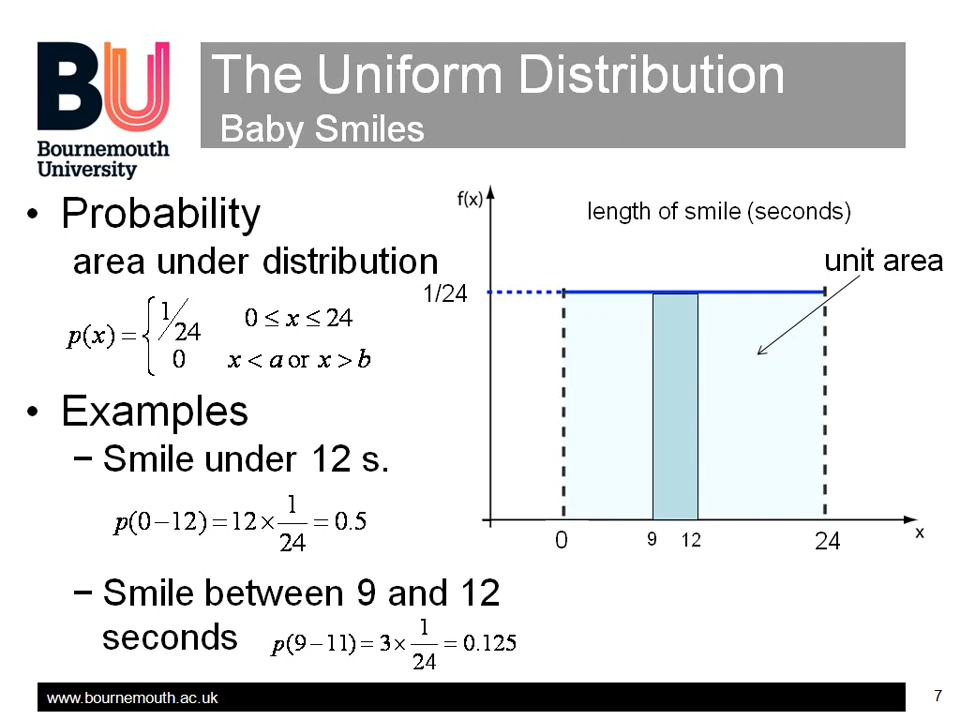 BU
Bournemouth
University
The Uniform Distribution
Baby Smiles
• Probability
area under distribution
p(x) = { 1/24 0 ≤ x ≤ 24
0 x < a or x > b
• Examples
− Smile under 12 s.
p(0−12) = 12 × 1/24 = 0.5
− Smile between 9 and 12
seconds p(9−11) = 3 × 1/24 = 0.125
f(x)
length of smile (seconds)
unit area
1/24
0 9 12 24
x
www.bournemouth.ac.uk
7